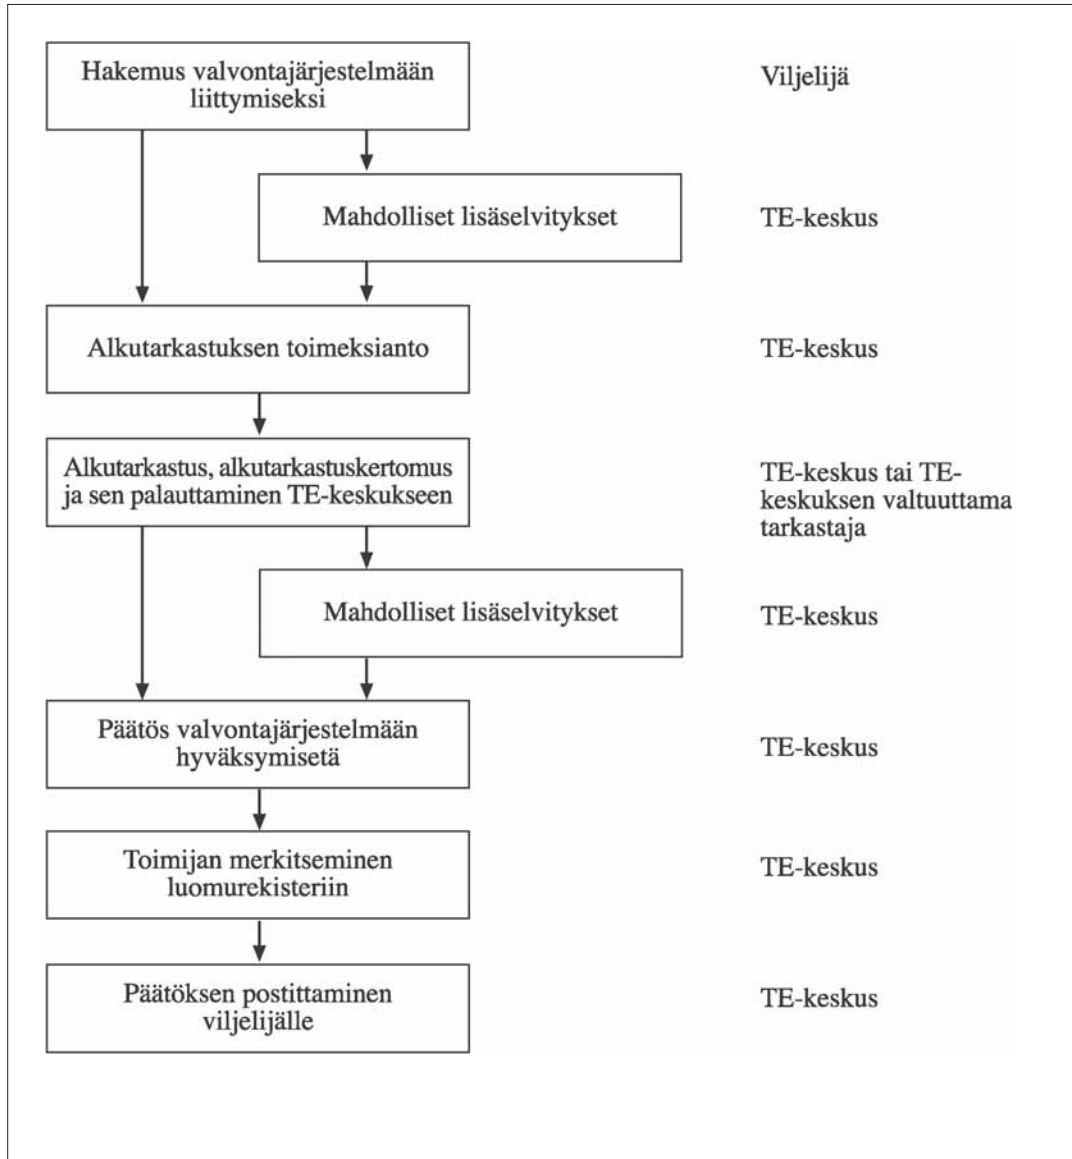 Hakemus valvontajärjestelmään
liittymiseksi
Viljelijä
Mahdolliset lisäselvitykset
TE-keskus
Alkutarkastuksen toimeksianto
TE-keskus
Alkutarkastus, alkutarkastuskertomus
ja sen palauttaminen TE-keskukseen
TE-keskus tai TE-
keskuksen valtuuttama
tarkastaja
Mahdolliset lisäselvitykset
TE-keskus
Päätös valvontajärjestelmään
hyväksymisetä
TE-keskus
Toimijan merkitseminen
luomurekisteriin
TE-keskus
Päätöksen postittaminen
viljelijälle
TE-keskus